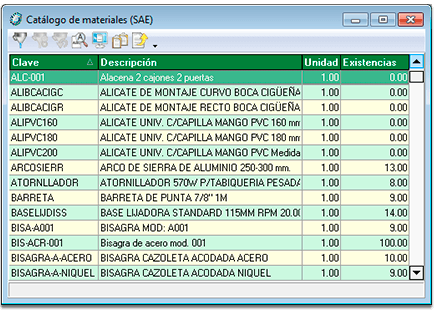 Catálogo de materiales (SAE)
Clave Descripción Unidad Existencias
ALC-001 Alacena 2 cajones 2 puertas 1.00 0.00
ALIBCACIGC ALICATE DE MONTAJE CURVO BOCA CIGÜEÑA 1.00 0.00
ALIBCACIGR ALICATE DE MONTAJE RECTO BOCA CIGÜEÑA 1.00 0.00
ALIPVC160 ALICATE UNIV. C/CAPILLA MANGO PVC 160 mm 1.00 0.00
ALIPVC180 ALICATE UNIV. C/CAPILLA MANGO PVC 180 mm 1.00 0.00
ALIPVC200 ALICATE UNIV. C/CAPILLA MANGO PVC Medida 1.00 0.00
ARCOSIERR ARCO DE SIERRA DE ALUMINIO 250-300 mm. 1.00 13.00
ATORNLLADOR ATORNILLADOR 570W P/TABIQUERIA PESADA 1.00 8.00
BARRETA BARRETA DE PUNTA 7/8" 1M 1.00 9.00
BASELIJDISS BASE LIJADORA STANDARD 115MM RPM 20.00 1.00 14.00
BISA-A001 BISAGRA MOD: A001 1.00 9.00
BIS-ACR-001 Bisagra de acero mod. 001 1.00 100.00
BISAGRA-A-ACERO BISAGRA CAZOLETA ACODADA ACERO 1.00 10.00
BISAGRA-A-NIQUEL BISAGRA CAZOLETA ACODADA NIQUEL 1.00 9.00